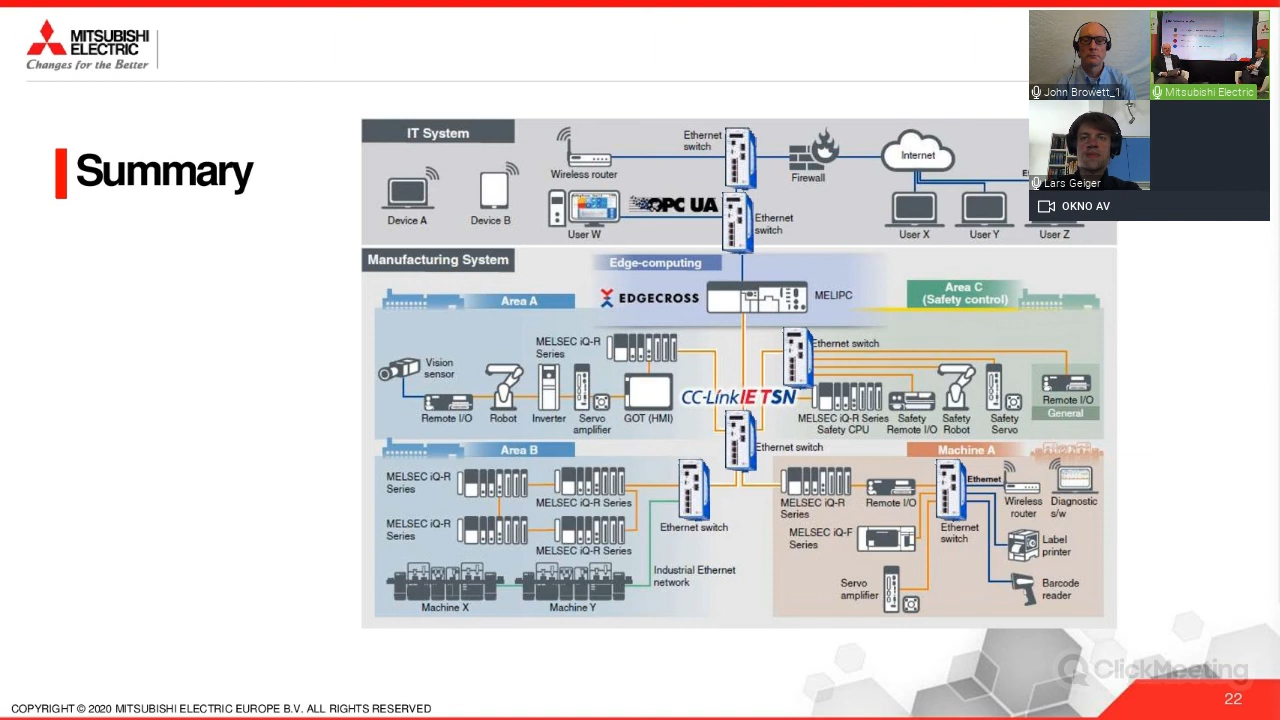 MITSUBISHI
ELECTRIC
Changes for the Better
Summary
IT System
Device A
Device B
Wireless router
User W
OPC UA
Ethernet
switch
Firewall
Internet
Ethernet
switch
User X
User Y
User Z
John Browett_1
Mitsubishi Electric
Lars Geiger
OKNO AV
Manufacturing System
Edge-computing
EDGECROSS
MELIPC
Area A
Vision
sensor
MELSEC iQ-R
Series
Remote I/O
Robot
Inverter
Servo
amplifier
GOT (HMI)
CC-Link IE TSN
Area C
(Safety control)
Ethernet switch
MELSEC iQ-R Series
Safety CPU
Safety
Remote I/O
Safety
Robot
Safety
Servo
Remote I/O
General
Ethernet switch
Area B
MELSEC iQ-R
Series
MELSEC iQ-R Series
MELSEC iQ-R
Series
MELSEC iQ-R Series
Ethernet switch
Industrial Ethernet
network
Machine X
Machine Y
Machine A
MELSEC iQ-R
Series
Remote I/O
Ethernet
Wireless
router
Diagnostic
s/w
MELSEC iQ-F
Series
Ethernet
switch
Label
printer
Servo
amplifier
Barcode
reader
ClickMeeting
COPYRIGHT © 2020 MITSUBISHI ELECTRIC EUROPE B.V. ALL RIGHTS RESERVED
22